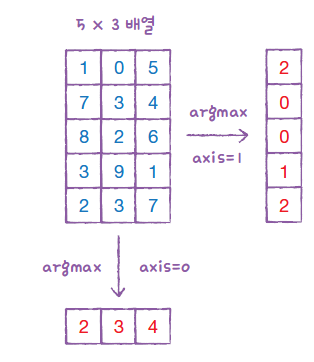 5 × 3 배열
1 0 5
7 3 4
8 2 6
3 9 1
2 3 7
argmax
axis=1
2
0
0
1
2
argmax axis=0
2 3 4